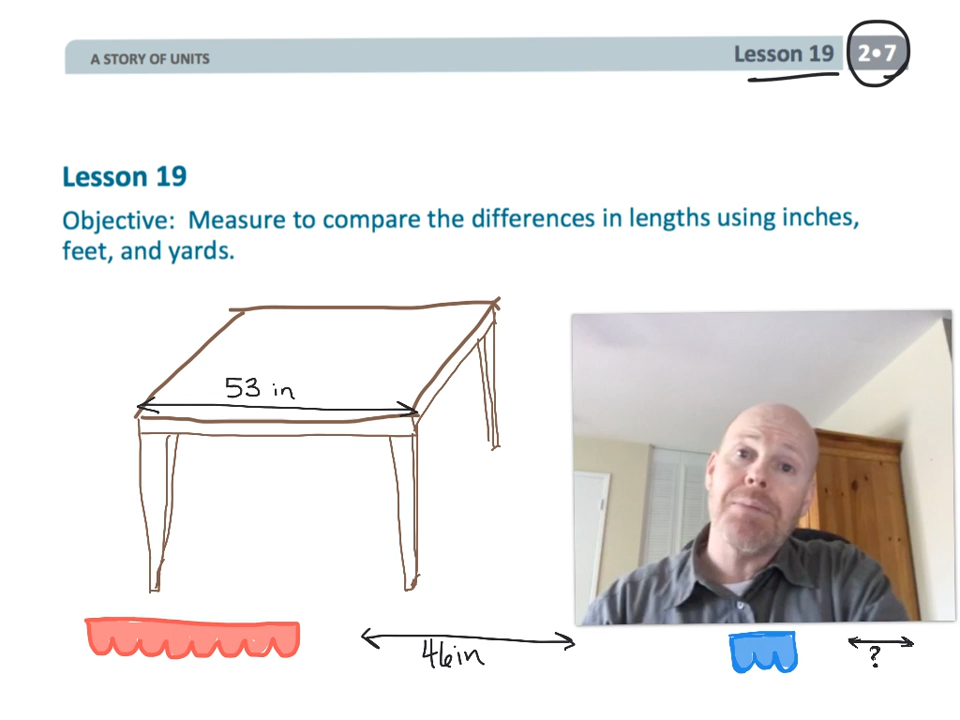 A STORY OF UNITS
Lesson 19 2•7
Lesson 19
Objective: Measure to compare the differences in lengths using inches,
feet, and yards.
53 in
46in
?